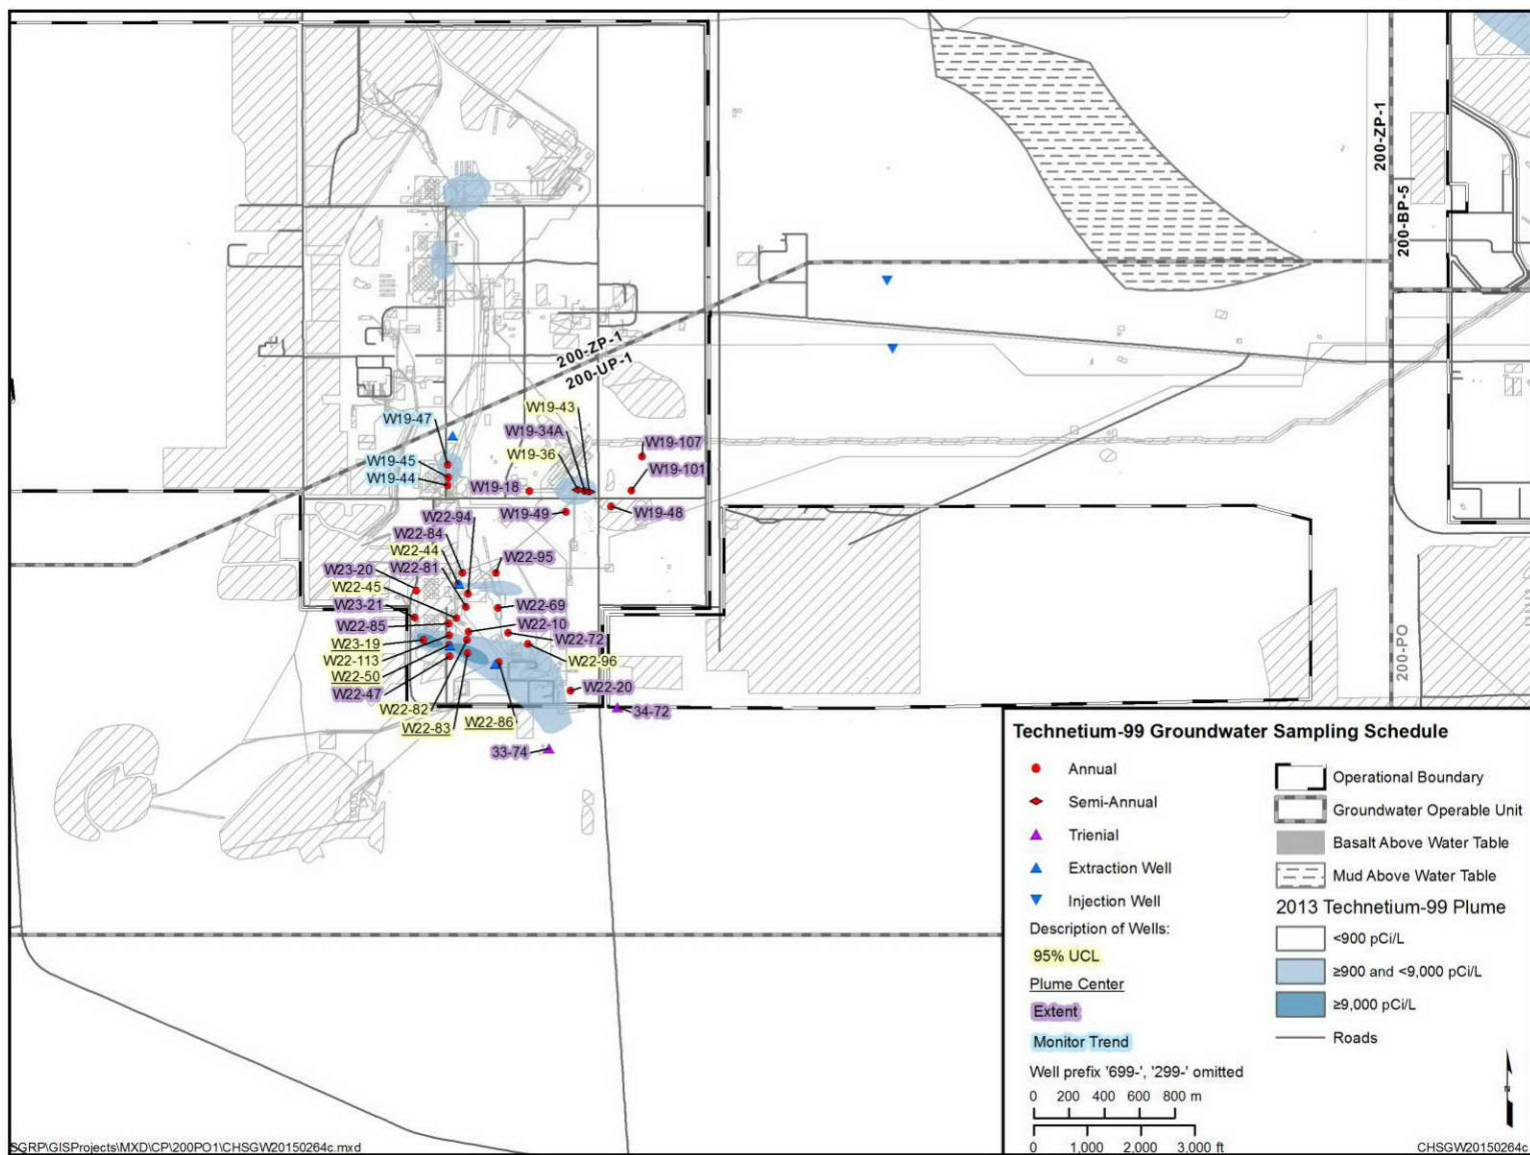 200-ZP-1
200-BP-5
200-ZP-1
200-UP-1
W19-43
W19-47
W19-34A
W19-107
W19-36
W19-45
W19-101
W19-44
W19-18
W19-49
W19-48
W22-94
W22-84
W22-44
W22-95
W23-20
W22-81
W22-45
W23-21
W22-69
W22-85
W22-10
W23-19
W22-72
W22-113
W22-96
W22-50
W22-47
W22-20
W22-82
34-72
W22-83
W22-86
33-74
200-PO
Technetium-99 Groundwater Sampling Schedule
Annual
Semi-Annual
Trienial
Extraction Well
Injection Well
Description of Wells:
95% UCL
Plume Center
Extent
Monitor Trend
Well prefix '699-', '299-' omitted
0 200 400 600 800 m
0 1,000 2,000 3,000 ft
Operational Boundary
Groundwater Operable Unit
Basalt Above Water Table
Mud Above Water Table
2013 Technetium-99 Plume
<900 pCi/L
≥900 and <9,000 pCi/L
≥9,000 pCi/L
Roads
SGRP\GISProjects\MXD\CP\200PO1\CHSGW20150264c.mxd
CHSGW20150264c